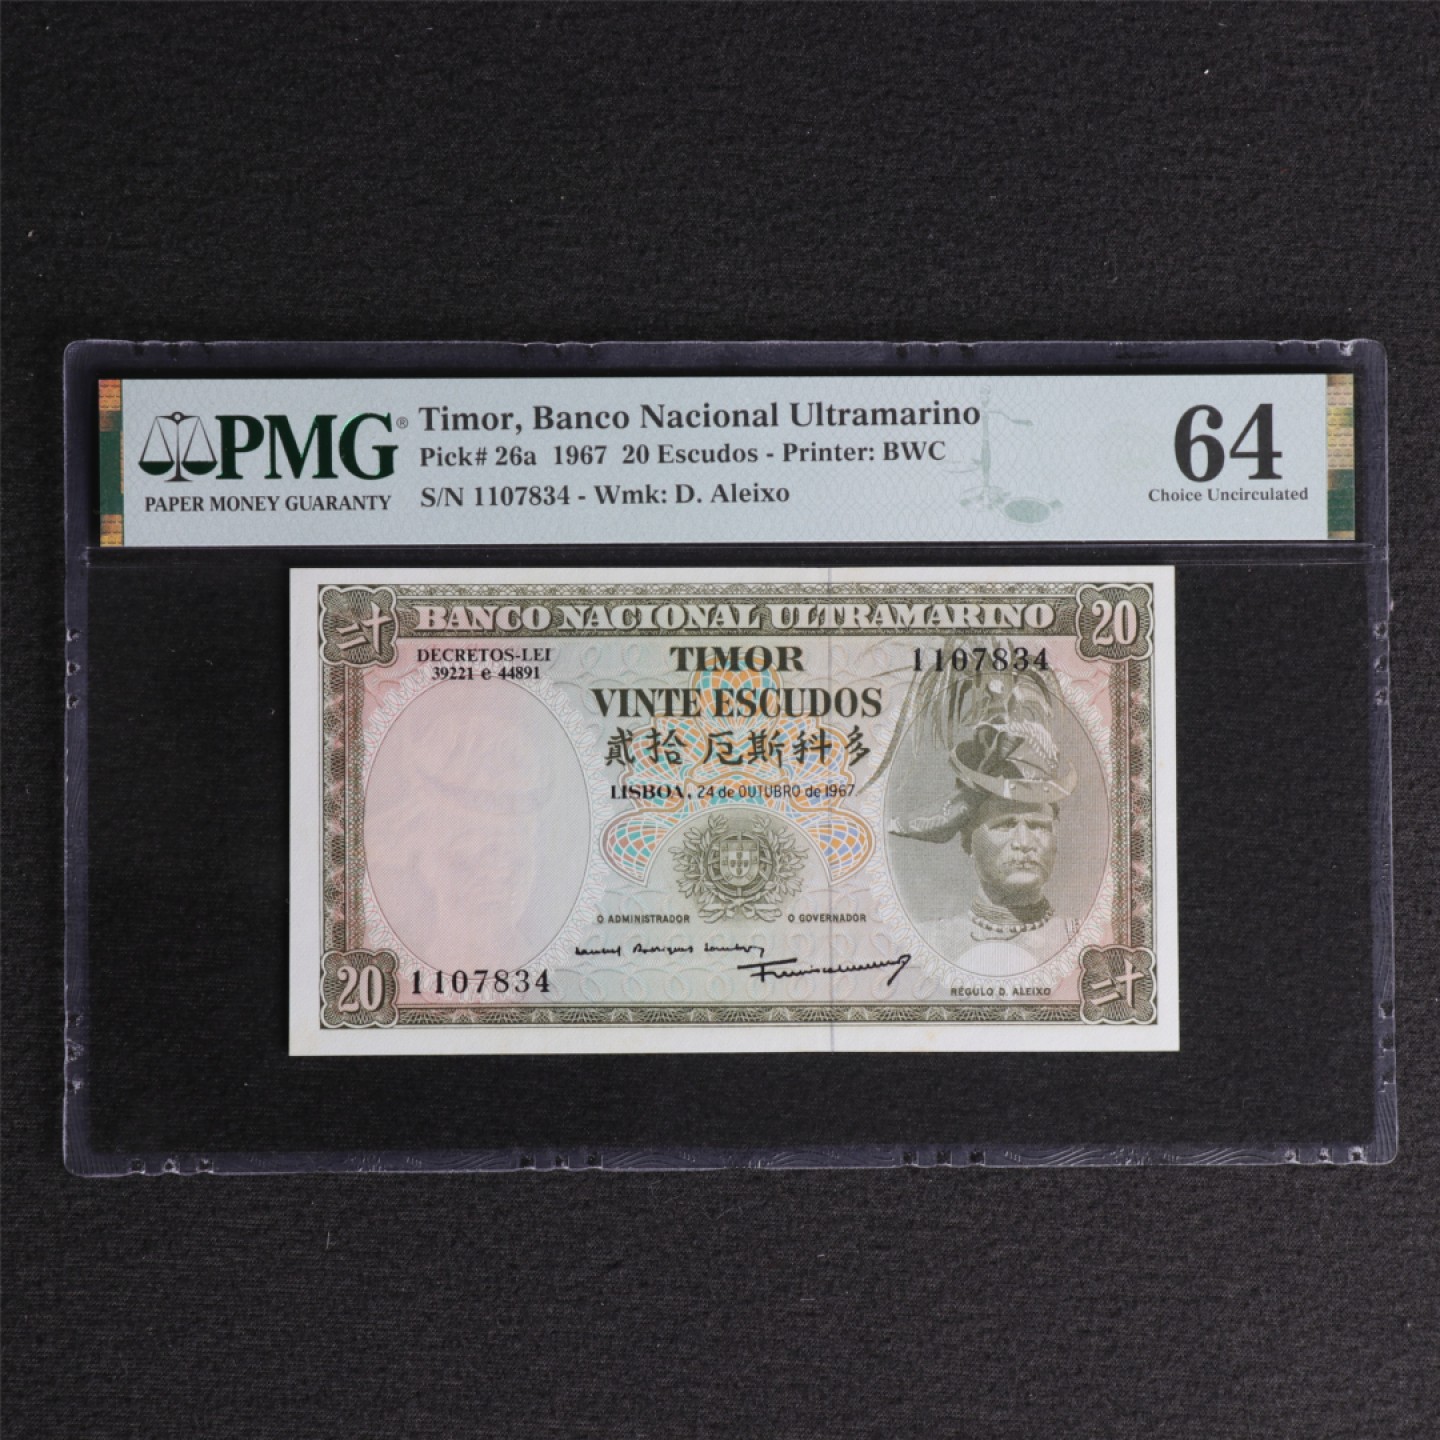 PMG®
PAPER MONEY GUARANTY
Timor, Banco Nacional Ultramarino
Pick# 26a 1967 20 Escudos - Printer: BWC
S/N 1107834 - Wmk: D. Aleixo
64
Choice Uncirculated
二十
BANCO NACIONAL ULTRAMARINO
20
DECRETOS-LEI
39221 e 44891
TIMOR
1107834
VINTE ESCUDOS
貳拾厄斯科多
LISBOA, 24 de OUTUBRO de 1967
O ADMINISTRADOR
O GOVERNADOR
20
1107834
RÉGULO D. ALEIXO
二十